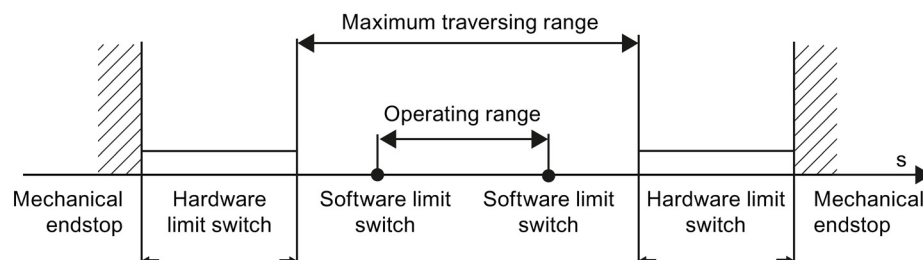 Maximum traversing range
Operating range
s
Mechanical
endstop
Hardware
limit switch
Software limit
switch
Software limit
switch
Hardware limit
switch
Mechanical
endstop